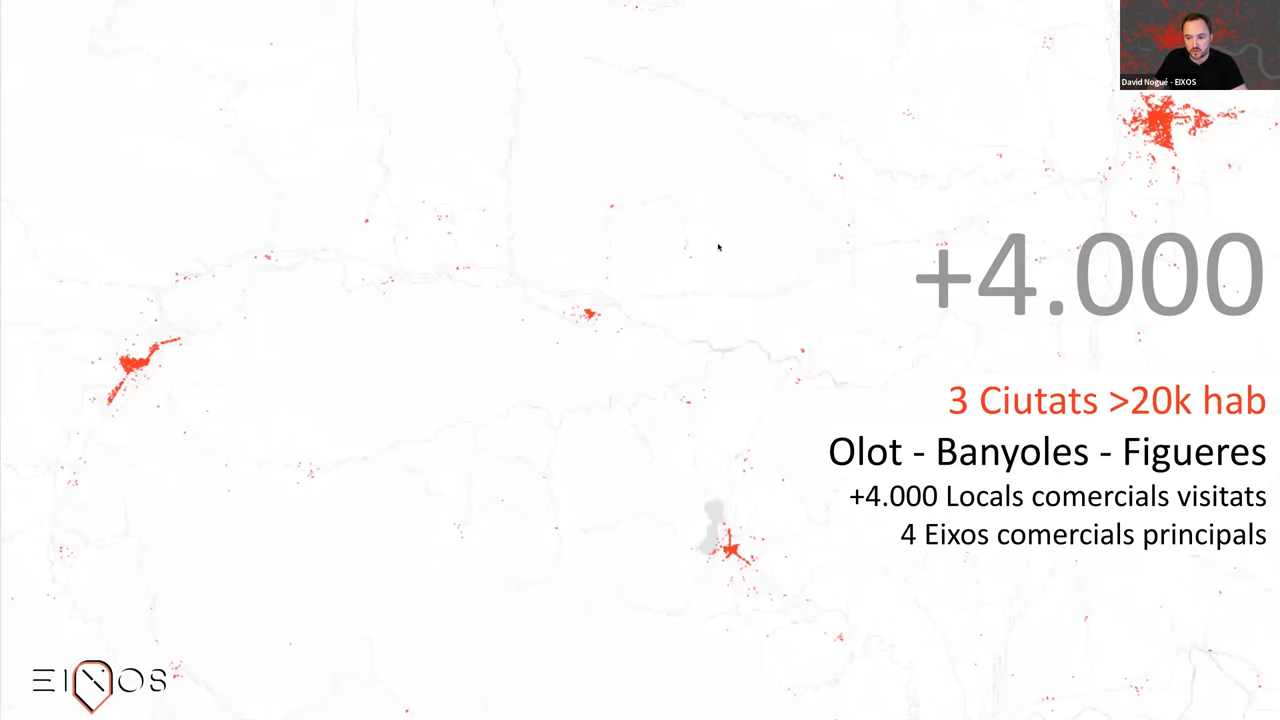 David Nogué - EIXOS
+4.000
3 Ciutats >20k hab
Olot - Banyoles - Figueres
+4.000 Locals comercials visitats
4 Eixos comercials principals
EIXOS